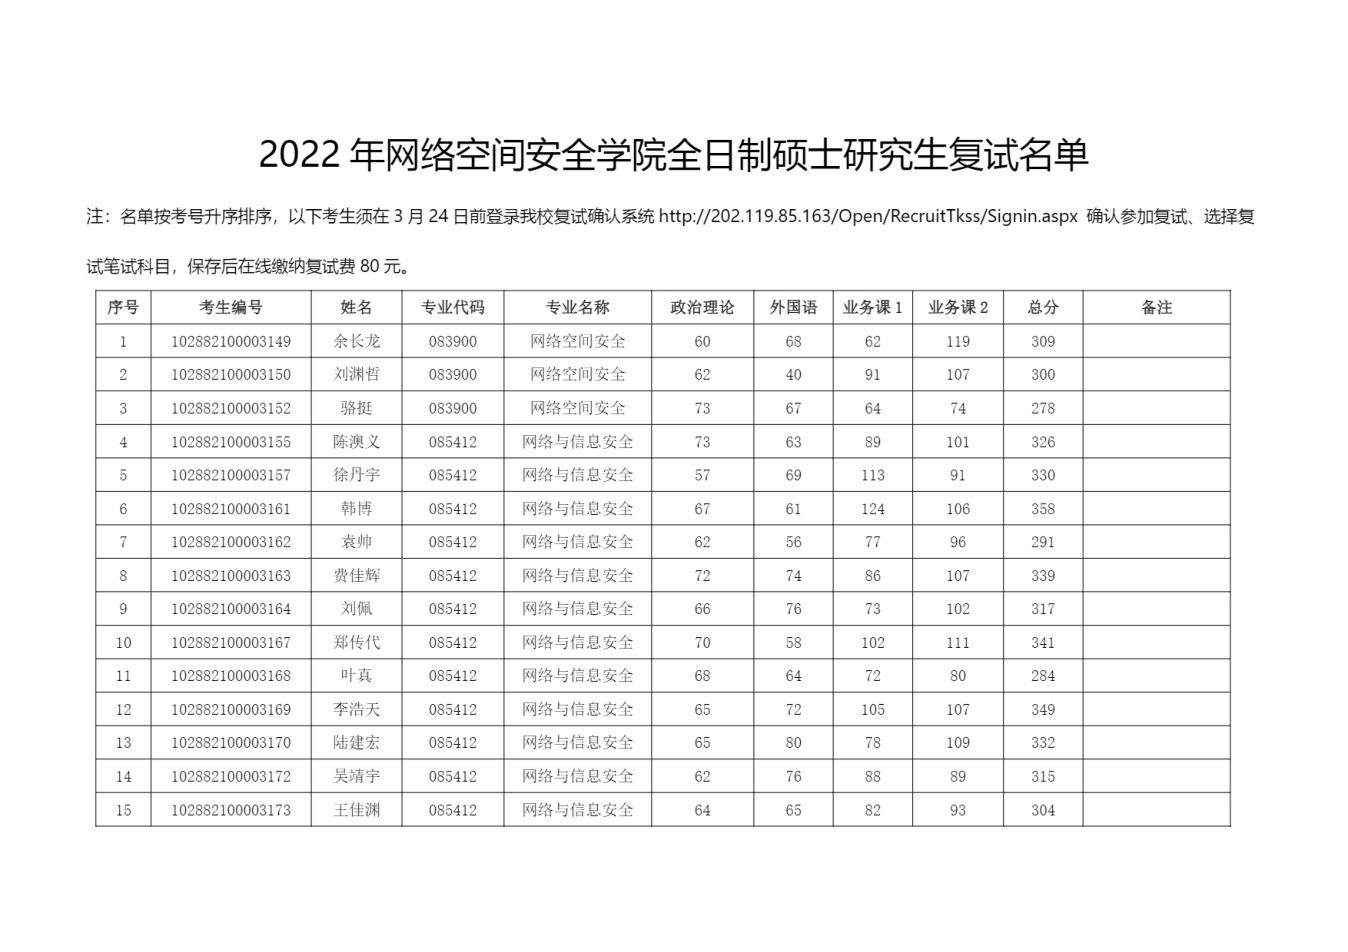 2022 年网络空间安全学院全日制硕士研究生复试名单
注：名单按考号升序排序，以下考生须在 3 月 24 日前登录我校复试确认系统 http://202.119.85.163/Open/RecruitTkss/Signin.aspx 确认参加复试、选择复
试笔试科目，保存后在线缴纳复试费 80 元。
序号 考生编号 姓名 专业代码 专业名称 政治理论 外国语 业务课 1 业务课 2 总分 备注
1 102882100003149 余长龙 083900 网络空间安全 60 68 62 119 309
2 102882100003150 刘渊哲 083900 网络空间安全 62 40 91 107 300
3 102882100003152 骆挺 083900 网络空间安全 73 67 64 74 278
4 102882100003155 陈澳义 085412 网络与信息安全 73 63 89 101 326
5 102882100003157 徐丹宇 085412 网络与信息安全 57 69 113 91 330
6 102882100003161 韩博 085412 网络与信息安全 67 61 124 106 358
7 102882100003162 袁帅 085412 网络与信息安全 62 56 77 96 291
8 102882100003163 费佳辉 085412 网络与信息安全 72 74 86 107 339
9 102882100003164 刘佩 085412 网络与信息安全 66 76 73 102 317
10 102882100003167 郑传代 085412 网络与信息安全 70 58 102 111 341
11 102882100003168 叶真 085412 网络与信息安全 68 64 72 80 284
12 102882100003169 李浩天 085412 网络与信息安全 65 72 105 107 349
13 102882100003170 陆建宏 085412 网络与信息安全 65 80 78 109 332
14 102882100003172 吴靖宇 085412 网络与信息安全 62 76 88 89 315
15 102882100003173 王佳渊 085412 网络与信息安全 64 65 82 93 304